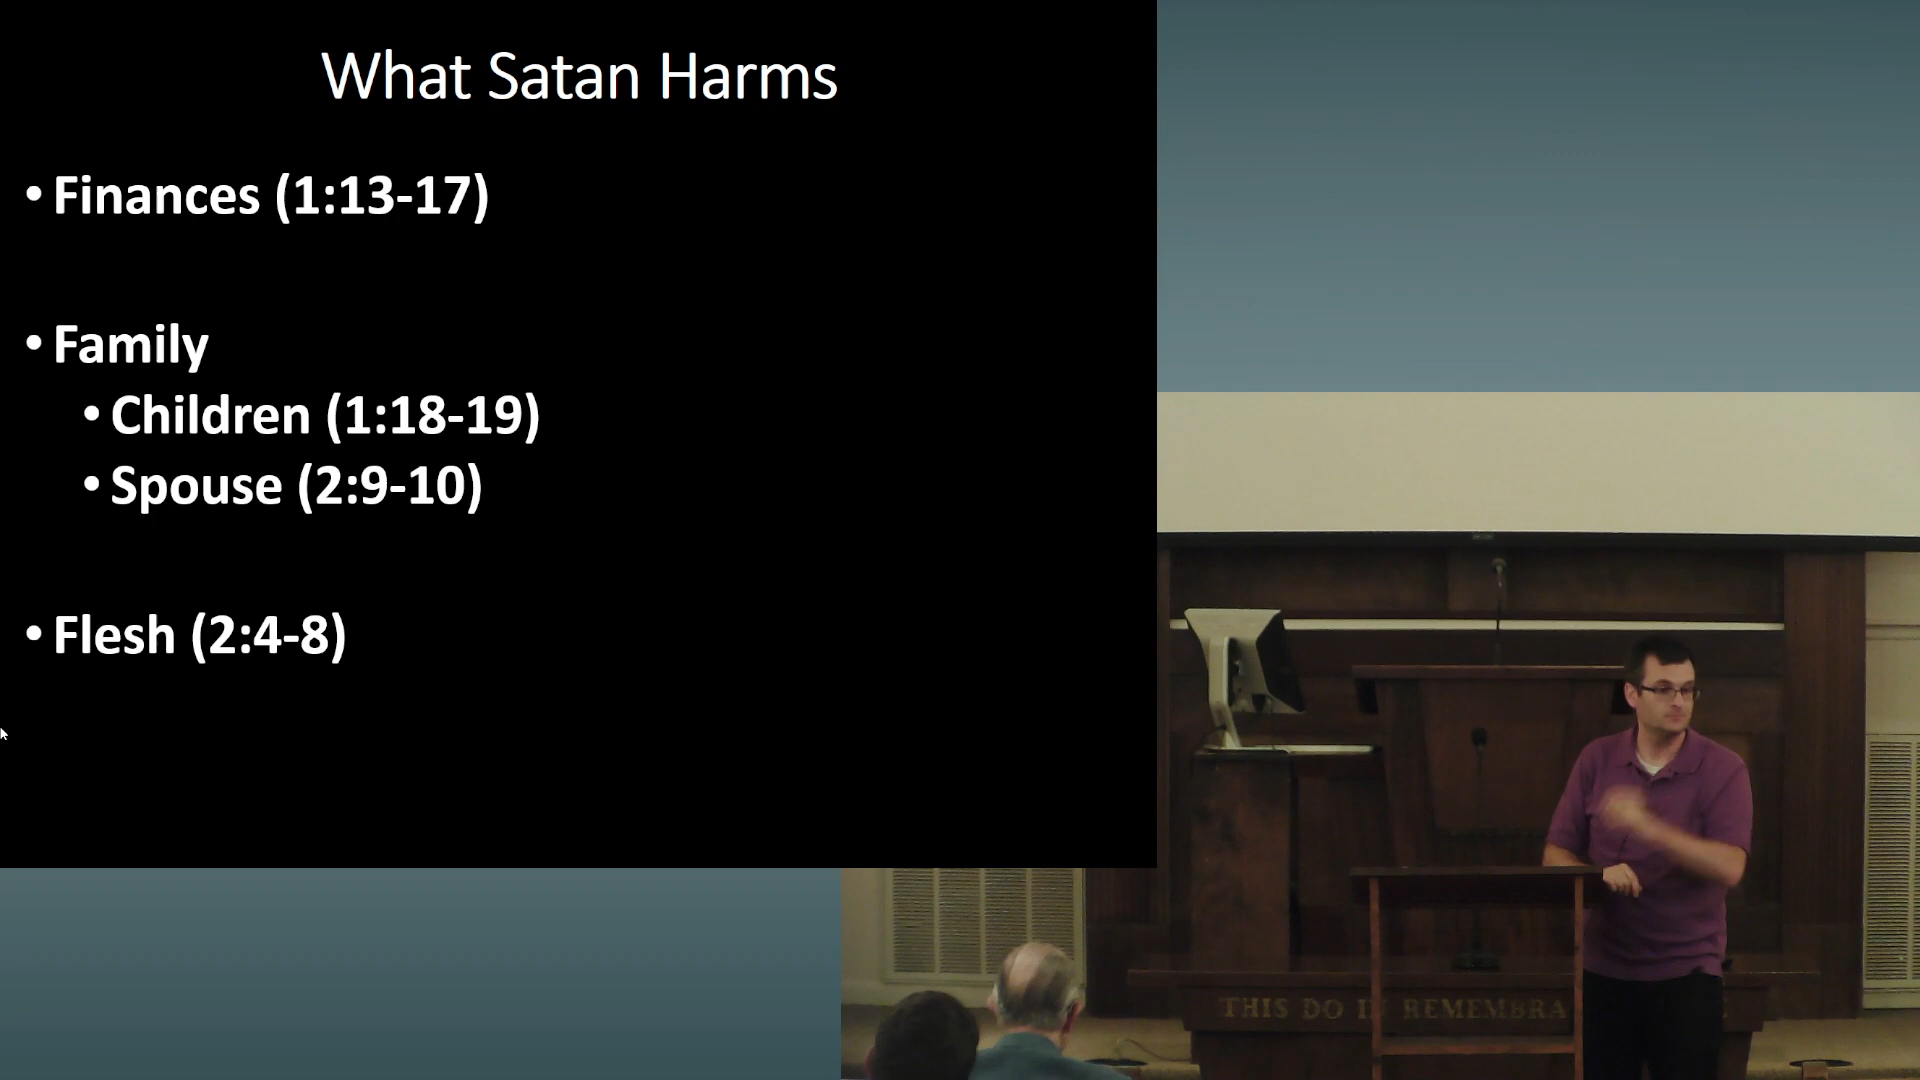 What Satan Harms
• Finances (1:13-17)
• Family
• Children (1:18-19)
• Spouse (2:9-10)
• Flesh (2:4-8)
THIS DO IN REMEMBRA